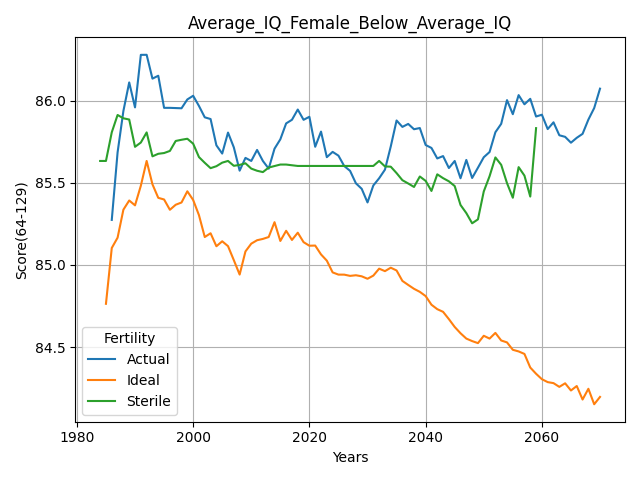 Average_IQ_Female_Below_Average_IQ
Score(64-129)
86.0
85.5
85.0
84.5
Fertility
Actual
Ideal
Sterile
1980
2000
2020
2040
2060
Years